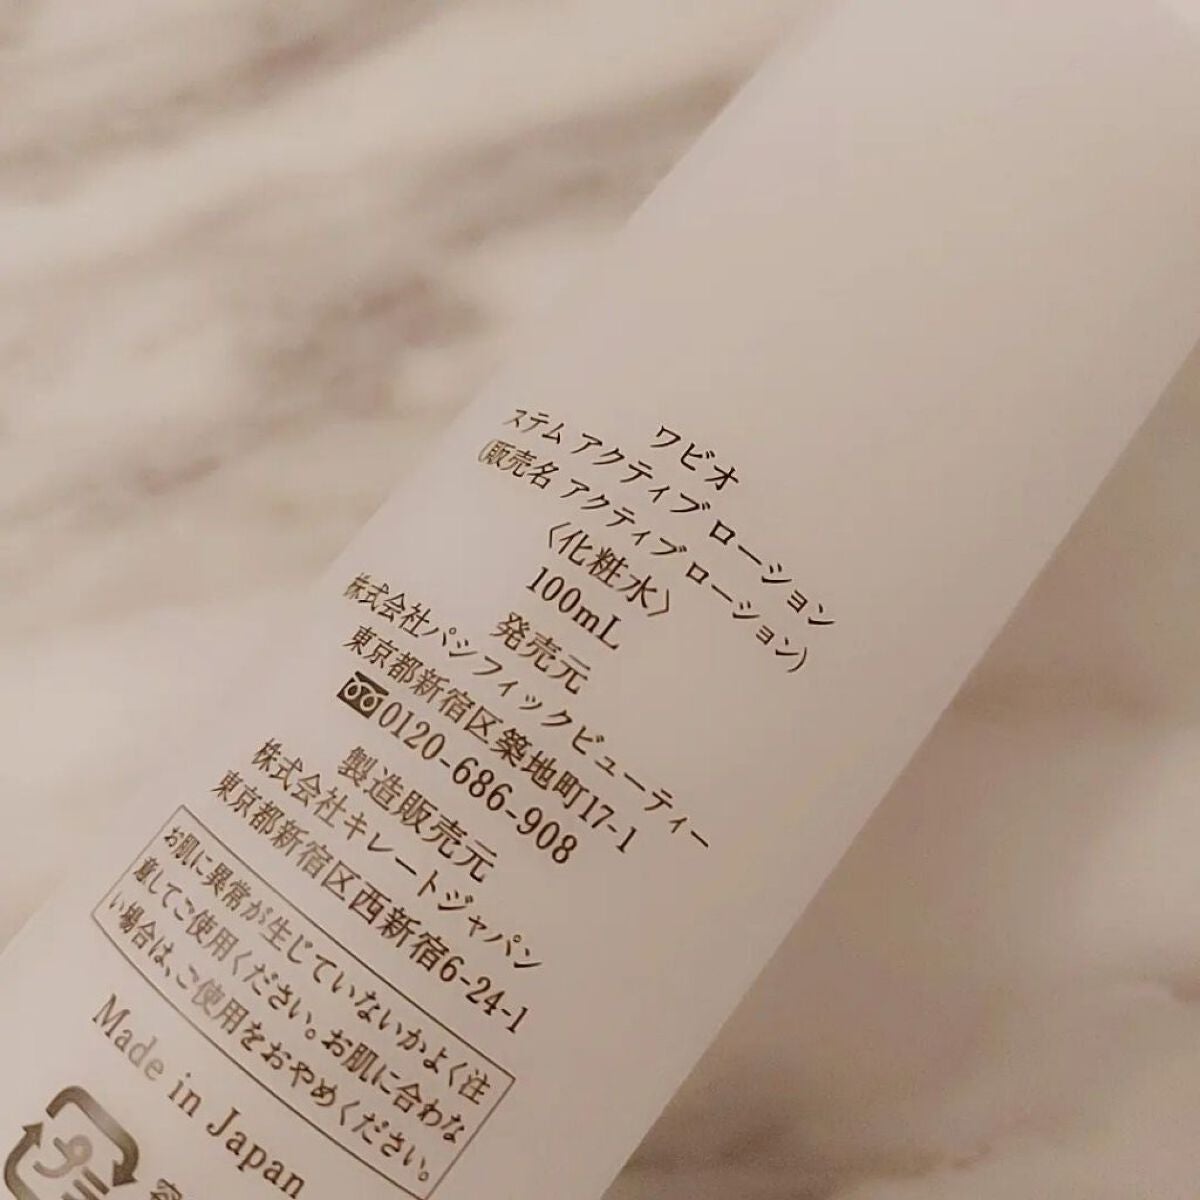 ワビオ
ステム アクティブ ローション
(販売名 アクティブローション)
〈化粧水〉
100mL
発売元
株式会社パシフィックビューティー
東京都新宿区築地町17-1
0120-686-908
製造販売元
株式会社キレートジャパン
東京都新宿区西新宿6-24-1
お肌に異常が生じていないかよく注
意してご使用ください。お肌に合わな
い場合は、ご使用をおやめください。
Made in Japan
プラ